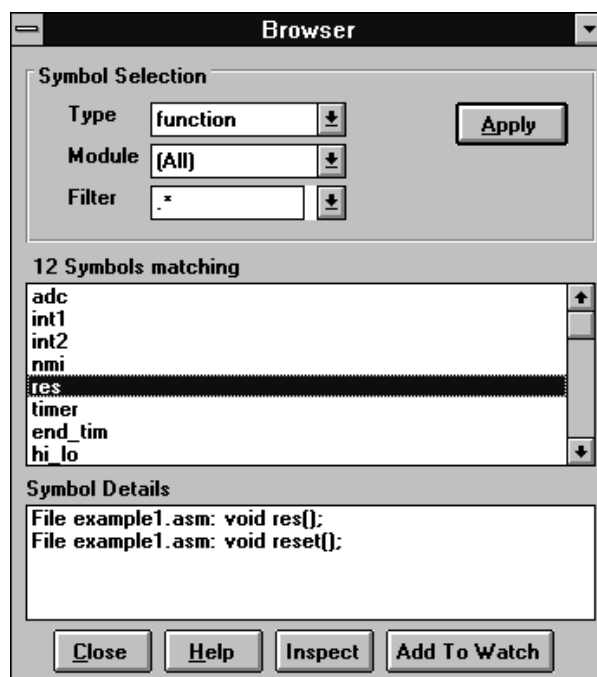 Browser
Symbol Selection
Type function
Apply
Module (All)
Filter .*
12 Symbols matching
adc
int1
int2
nmi
res
timer
end_tim
hi_lo
Symbol Details
File example1.asm: void res();
File example1.asm: void reset();
Close Help Inspect Add To Watch